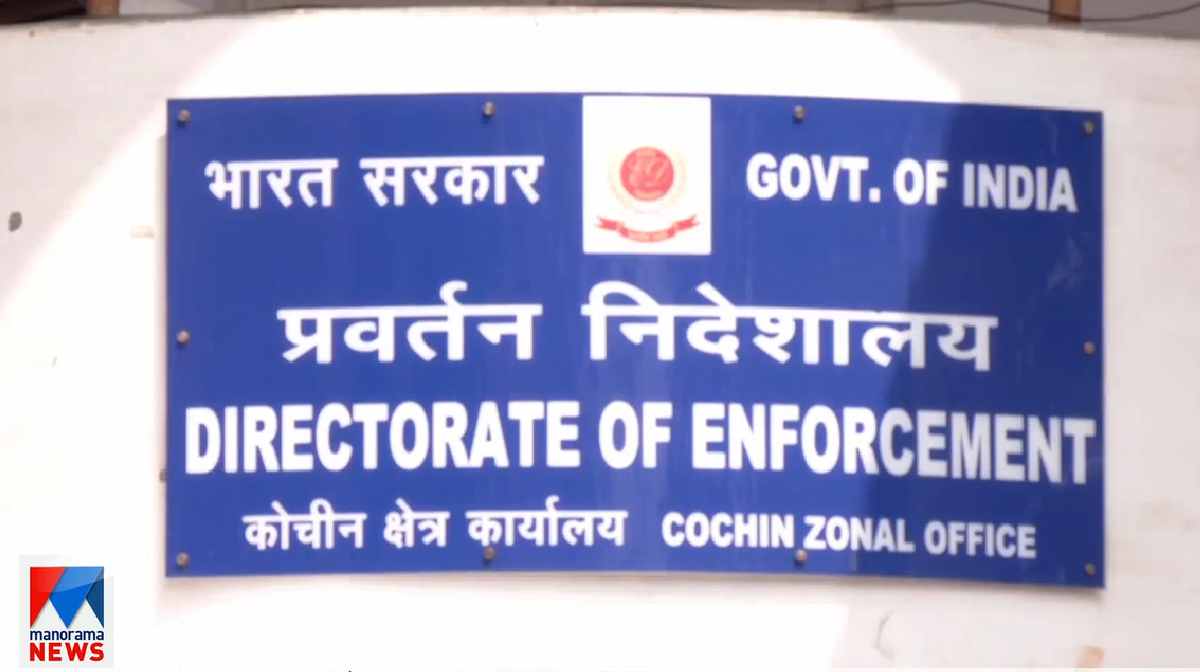 भारत सरकार GOVT. OF INDIA
प्रवर्तन निदेशालय
DIRECTORATE OF ENFORCEMENT
कोचीन क्षेत्र कार्यालय COCHIN ZONAL OFFICE
manorama
NEWS